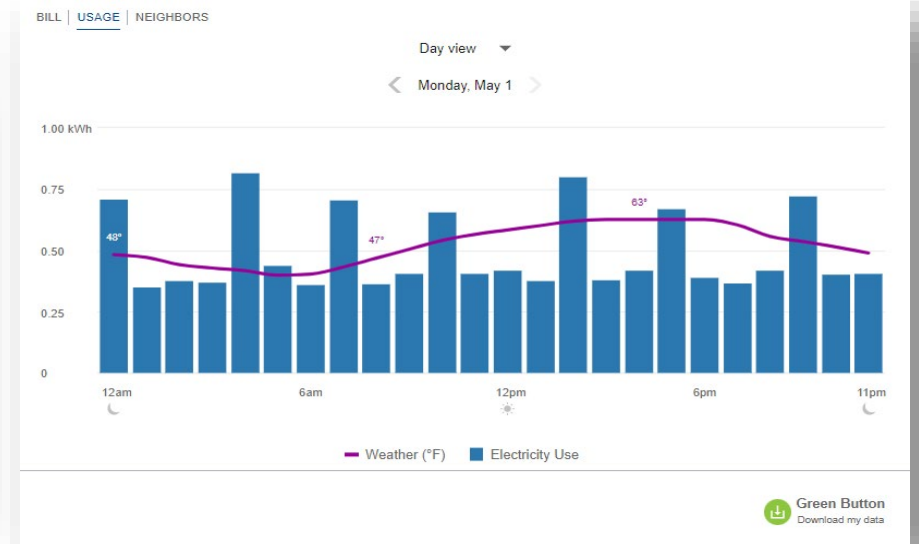 BILL | USAGE | NEIGHBORS
Day view
Monday, May 1
1.00 kWh
0.75
0.50
0.25
0
48°
47°
63°
12am 6am 12pm 6pm 11pm
Weather (°F) Electricity Use
Green Button
Download my data